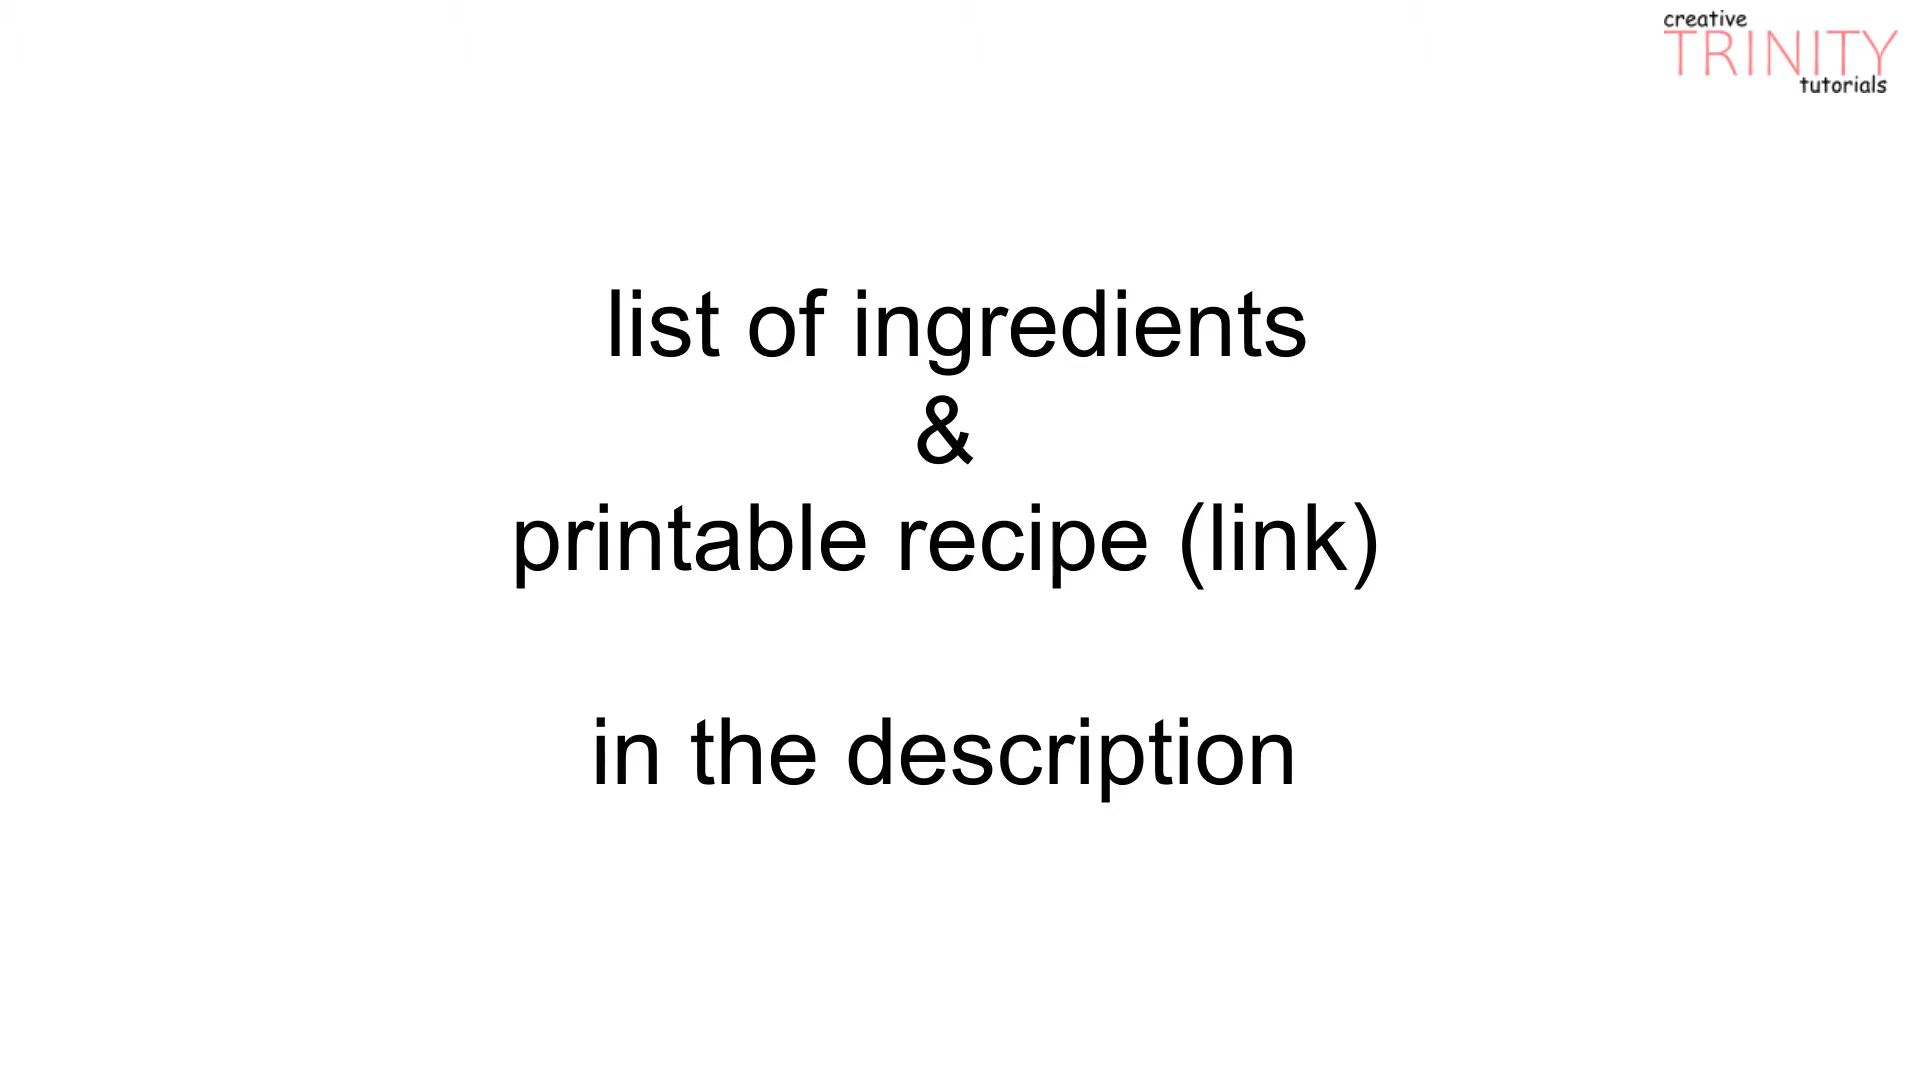 creative
TRINITY
tutorials
list of ingredients
&
printable recipe (link)
in the description